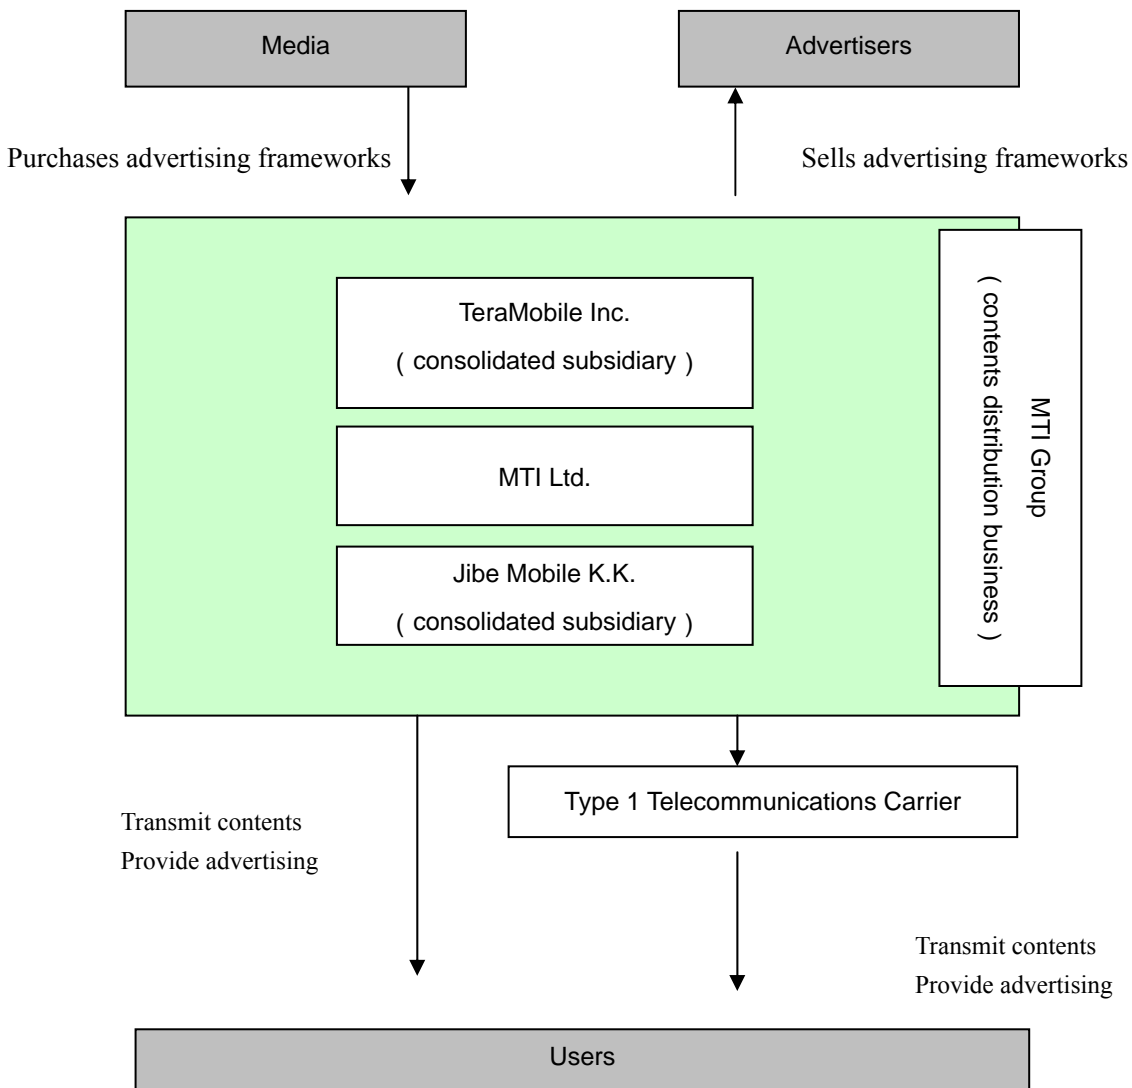 Media
Advertisers
Purchases advertising frameworks
Sells advertising frameworks
TeraMobile Inc.
( consolidated subsidiary )
MTI Ltd.
Jibe Mobile K.K.
( consolidated subsidiary )
MTI Group
( contents distribution business )
Type 1 Telecommunications Carrier
Transmit contents
Provide advertising
Transmit contents
Provide advertising
Users